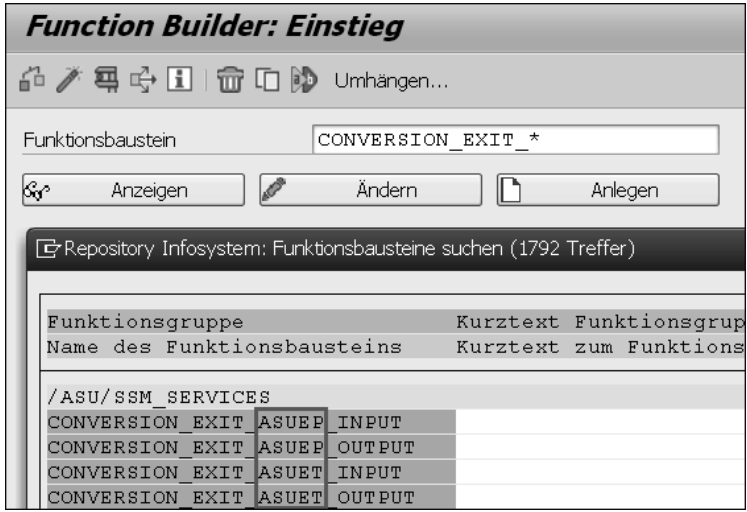 Function Builder: Einstieg
Umhängen...
Funktionsbaustein CONVERSION_EXIT_*
Anzeigen Ändern Anlegen
Repository Infosystem: Funktionsbausteine suchen (1792 Treffer)
Funktionsgruppe Kurztext Funktionsgrup
Name des Funktionsbausteins Kurztext zum Funktions
/ASU/SSM_SERVICES
CONVERSION_EXIT_ASUEP_INPUT
CONVERSION_EXIT_ASUEP_OUTPUT
CONVERSION_EXIT_ASUET_INPUT
CONVERSION_EXIT_ASUET_OUTPUT